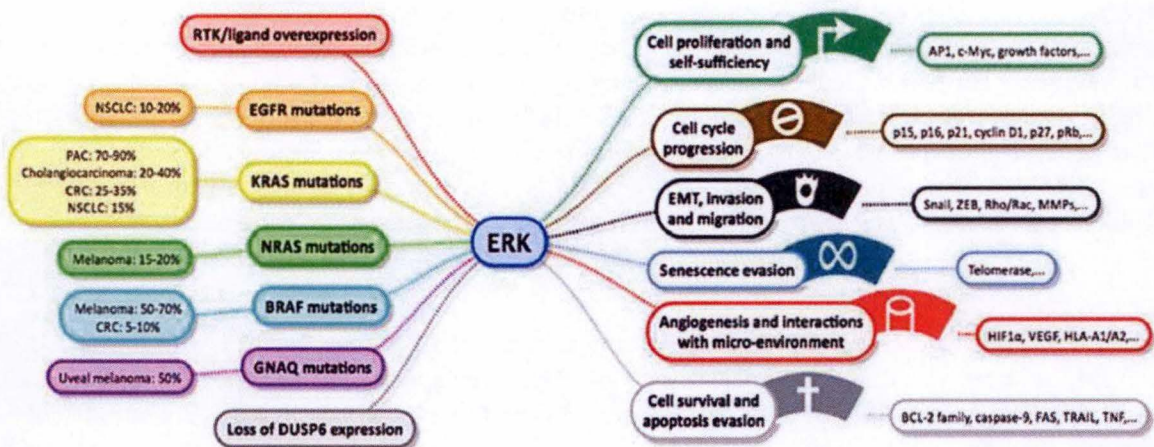 RTK/ligand overexpression
NSCLC: 10-20%
EGFR mutations
PAC: 70-90%
Cholangiocarcinoma: 20-40%
CRC: 25-35%
NSCLC: 15%
KRAS mutations
Melanoma: 15-20%
NRAS mutations
Melanoma: 50-70%
CRC: 5-10%
BRAF mutations
Uveal melanoma: 50%
GNAQ mutations
Loss of DUSP6 expression
ERK
Cell proliferation and
self-sufficiency
AP1, c-Myc, growth factors,...
Cell cycle
progression
p15, p16, p21, cyclin D1, p27, pRb,...
EMT, invasion
and migration
Snail, ZEB, Rho/Rac, MMPs,...
Senescence evasion
Telomerase,...
Angiogenesis and interactions
with micro-environment
HIF1α, VEGF, HLA-A1/A2,...
Cell survival and
apoptosis evasion
BCL-2 family, caspase-9, FAS, TRAIL, TNF,...